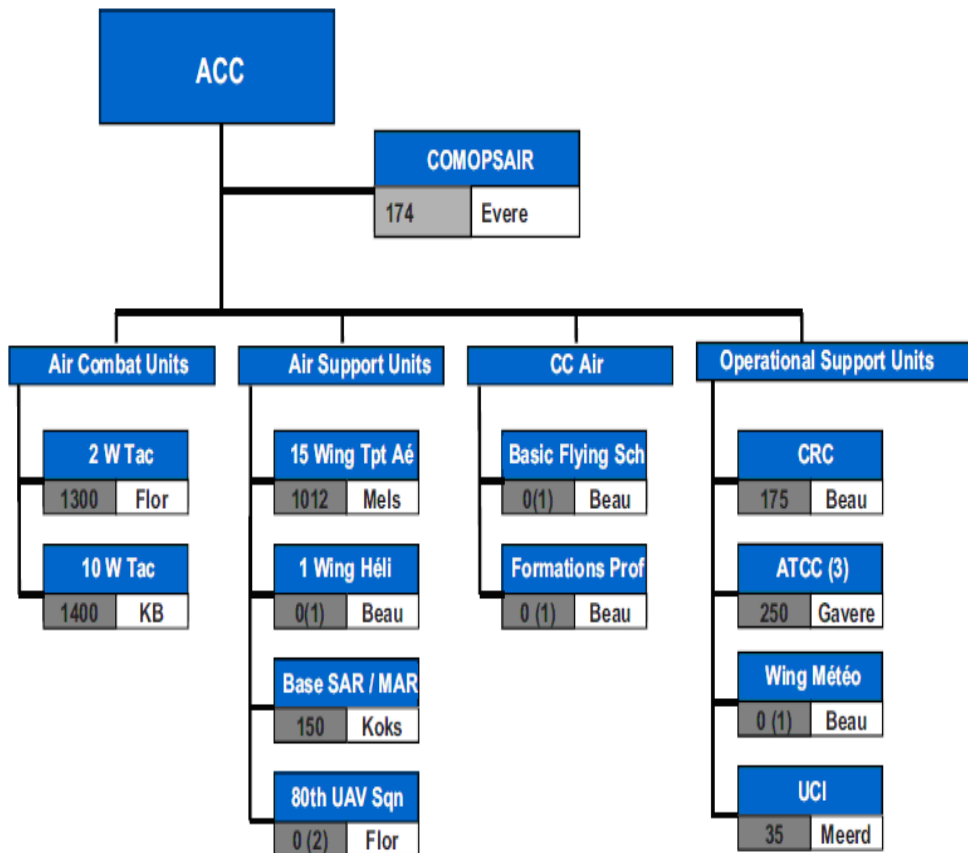 ACC
COMOPSAIR
174 Evere
Air Combat Units
2 W Tac
1300 Flor
10 W Tac
1400 KB
Air Support Units
15 Wing Tpt Aé
1012 Mels
1 Wing Héli
0(1) Beau
Base SAR / MAR
150 Koks
80th UAV Sqn
0 (2) Flor
CC Air
Basic Flying Sch
0(1) Beau
Formations Prof
0 (1) Beau
Operational Support Units
CRC
175 Beau
ATCC (3)
250 Gavere
Wing Météo
0 (1) Beau
UCI
35 Meerd